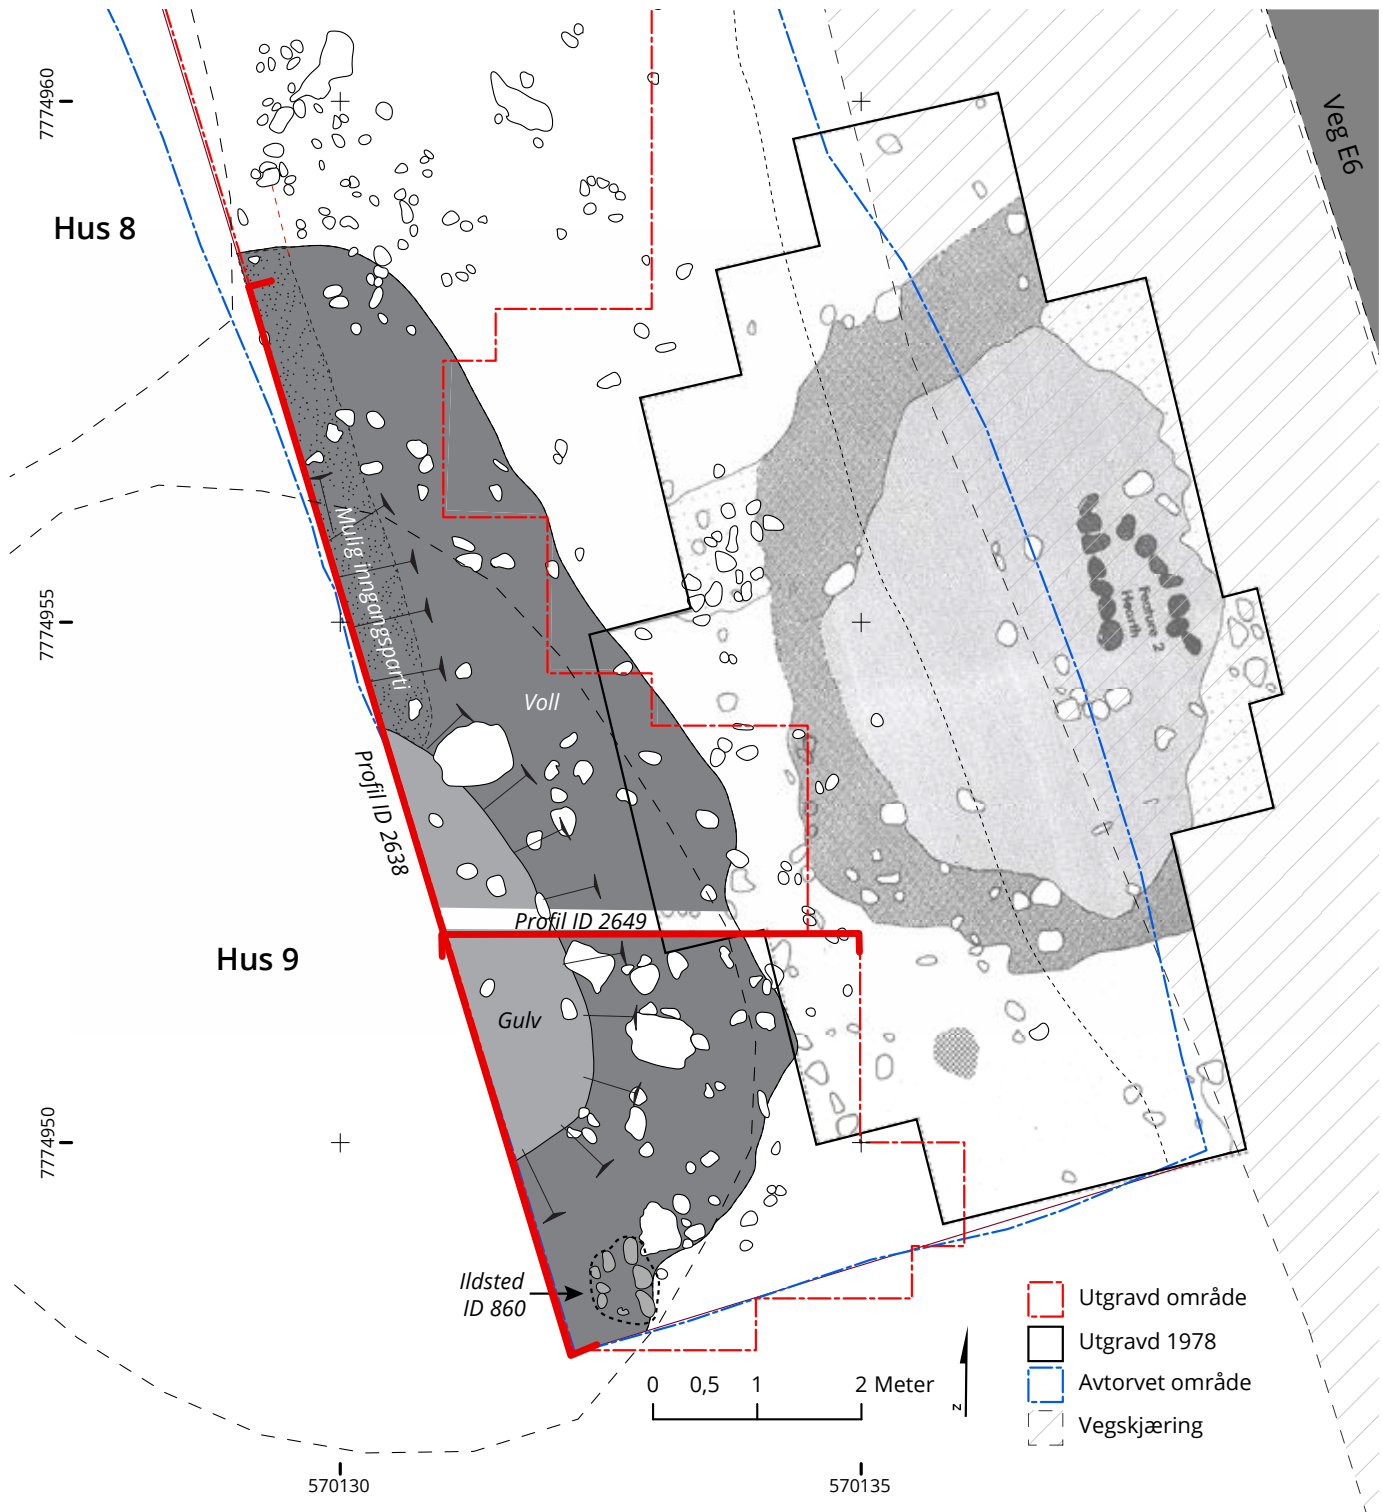 7774960
Veg E6
Hus 8
Mulig inngangsparti
7774955
Feature 2
Hearth
Voll
Profil ID 2638
Profil ID 2649
Hus 9
Gulv
7774950
Ildsted
ID 860
Utgravd område
Utgravd 1978
Avtorvet område
Vegskjæring
0 0,5 1 2 Meter
z
570130 570135